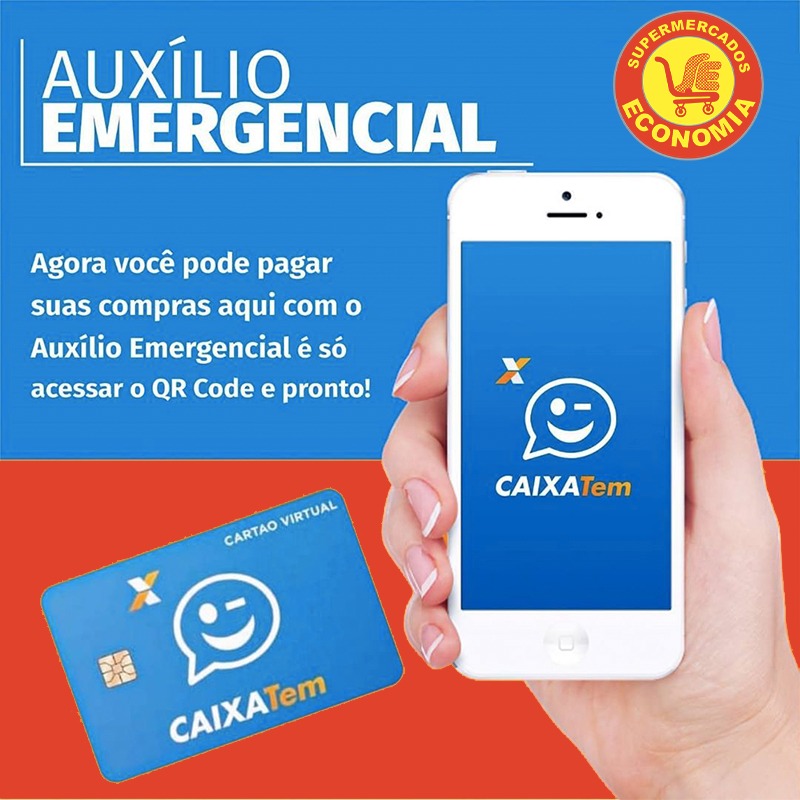 AUXÍLIO
EMERGENCIAL
SUPERMERCADOS
ECONOMIA
Agora você pode pagar
suas compras aqui com o
Auxílio Emergencial é só
acessar o QR Code e pronto!
X
CAIXATem
CARTAO VIRTUAL
X
CAIXATem